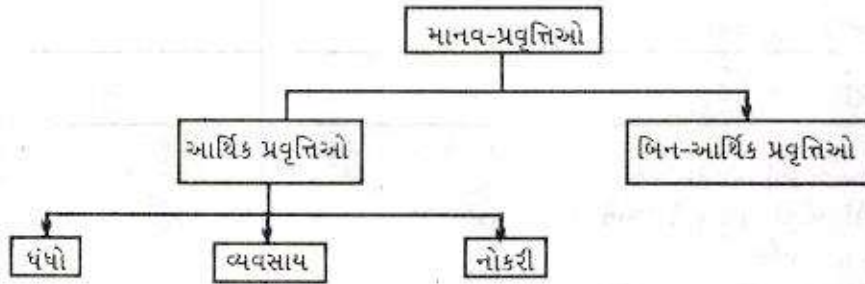 માનવ-પ્રવૃત્તિઓ
આર્થિક પ્રવૃત્તિઓ
બિન-આર્થિક પ્રવૃત્તિઓ
ધંધો
વ્યવસાય
નોકરી